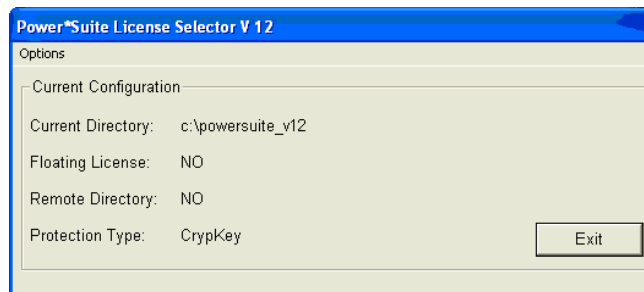 Power*Suite License Selector V 12
Options
Current Configuration
Current Directory: c:\powersuite_v12
Floating License: NO
Remote Directory: NO
Protection Type: CrypKey
Exit